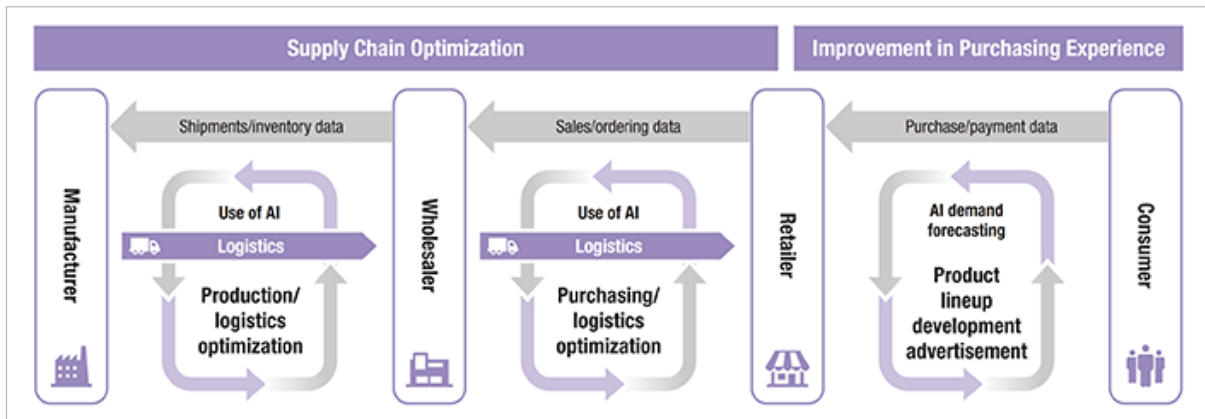 Supply Chain Optimization
Improvement in Purchasing Experience
Manufacturer
Shipments/inventory data
Use of AI
Logistics
Production/
logistics
optimization
Wholesaler
Sales/ordering data
Use of AI
Logistics
Purchasing/
logistics
optimization
Retailer
Purchase/payment data
AI demand
forecasting
Product
lineup
development
advertisement
Consumer